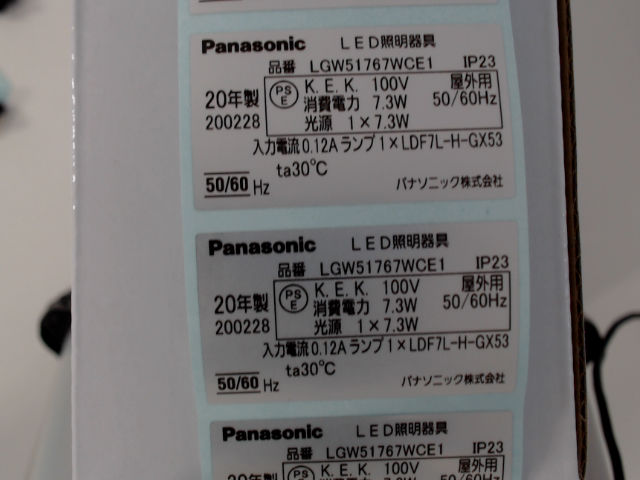 Panasonic LED照明器具
品番 LGW51767WCE1 IP23
PS E K. E. K. 100V 屋外用
20年製 消費電力 7.3W 50/60Hz
200228 光源 1×7.3W
入力電流0.12A ランプ1×LDF7L-H-GX53
ta30℃
50/60 Hz パナソニック株式会社
Panasonic LED照明器具
品番 LGW51767WCE1 IP23
PS E K. E. K. 100V 屋外用
20年製 消費電力 7.3W 50/60Hz
200228 光源 1×7.3W
入力電流0.12A ランプ1×LDF7L-H-GX53
ta30℃
50/60 Hz パナソニック株式会社
Panasonic LED照明器具
品番 LGW51767WCE1 IP23
PS K. E. K. 100V 屋外用